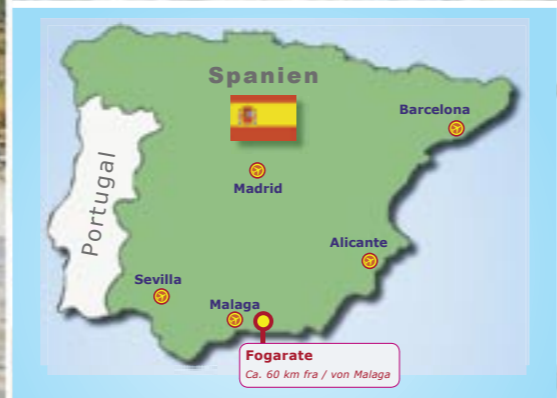 Spanien
Barcelona
Madrid
Portugal
Alicante
Sevilla
Malaga
Fogarate
Ca. 60 km fra / von Malaga